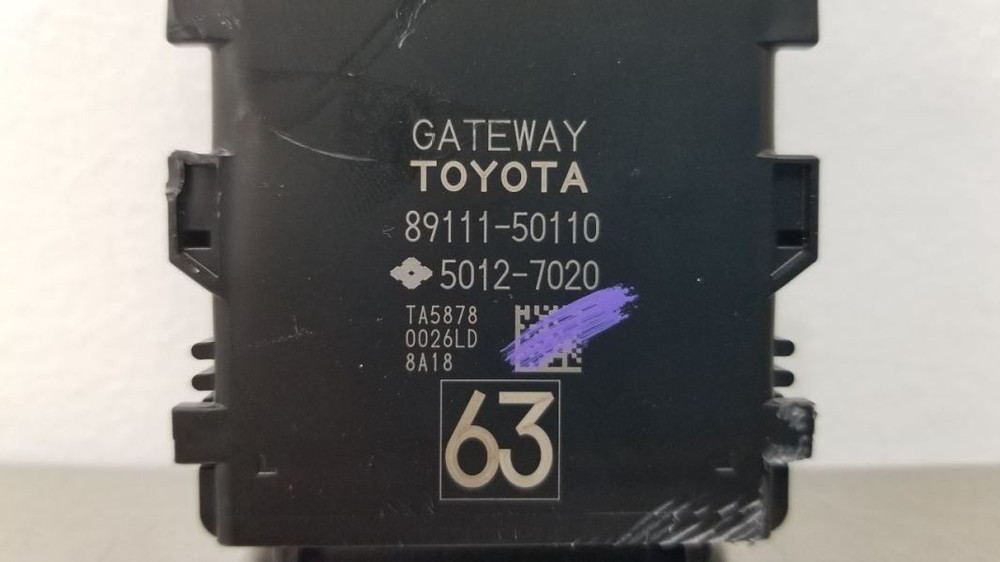 GATEWAY
TOYOTA
89111-50110
5012-7020
TA5878
0026LD
8A18
63